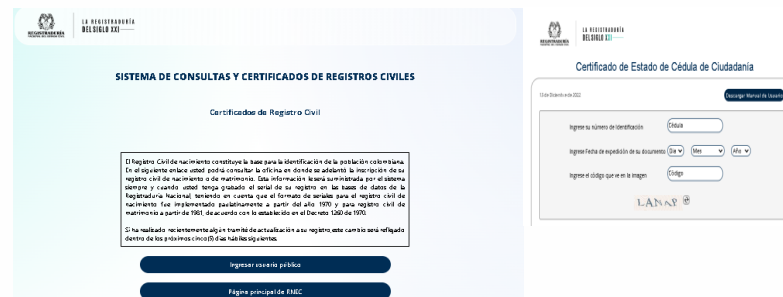 REGISTRADURÍA
LA REGISTRADURÍA
DEL SIGLO XXI
SISTEMA DE CONSULTAS Y CERTIFICADOS DE REGISTROS CIVILES
Certificados de Registro Civil
El Registro Civil de nacimiento constituye la base para la identificación de la población colombiana.
En el siguiente enlace usted podrá consultar la oficina en donde se adelantó la inscripción de su
registro civil de nacimiento o de matrimonio. Esta información le será suministrada por el sistema
siempre y cuando usted tenga grabado el serial de su registro en las bases de datos de la
Registraduría Nacional, teniendo en cuenta que el formato de seriales para el registro civil de
nacimiento fue implementado paulatinamente a partir del año 1970 y para registro civil de
matrimonio a partir de 1981, de acuerdo con lo establecido en el Decreto 1260 de 1970.
Si ha realizado recientemente algún tramité de actualización a su registro, este cambio será reflejado
dentro de los próximos cinco (5) días hábiles siguientes.
Ingresar usuario público
Página principal de RNEC
REGISTRADURÍA
LA REGISTRADURÍA
DEL SIGLO XXI
Certificado de Estado de Cédula de Ciudadanía
13 de Diciembre de 2022
Descargar Manual de Usuario
Ingrese su número de Identificación Cédula
Ingrese Fecha de expedición de su documento Día Mes Año
Ingrese el código que ve en la imagen Código